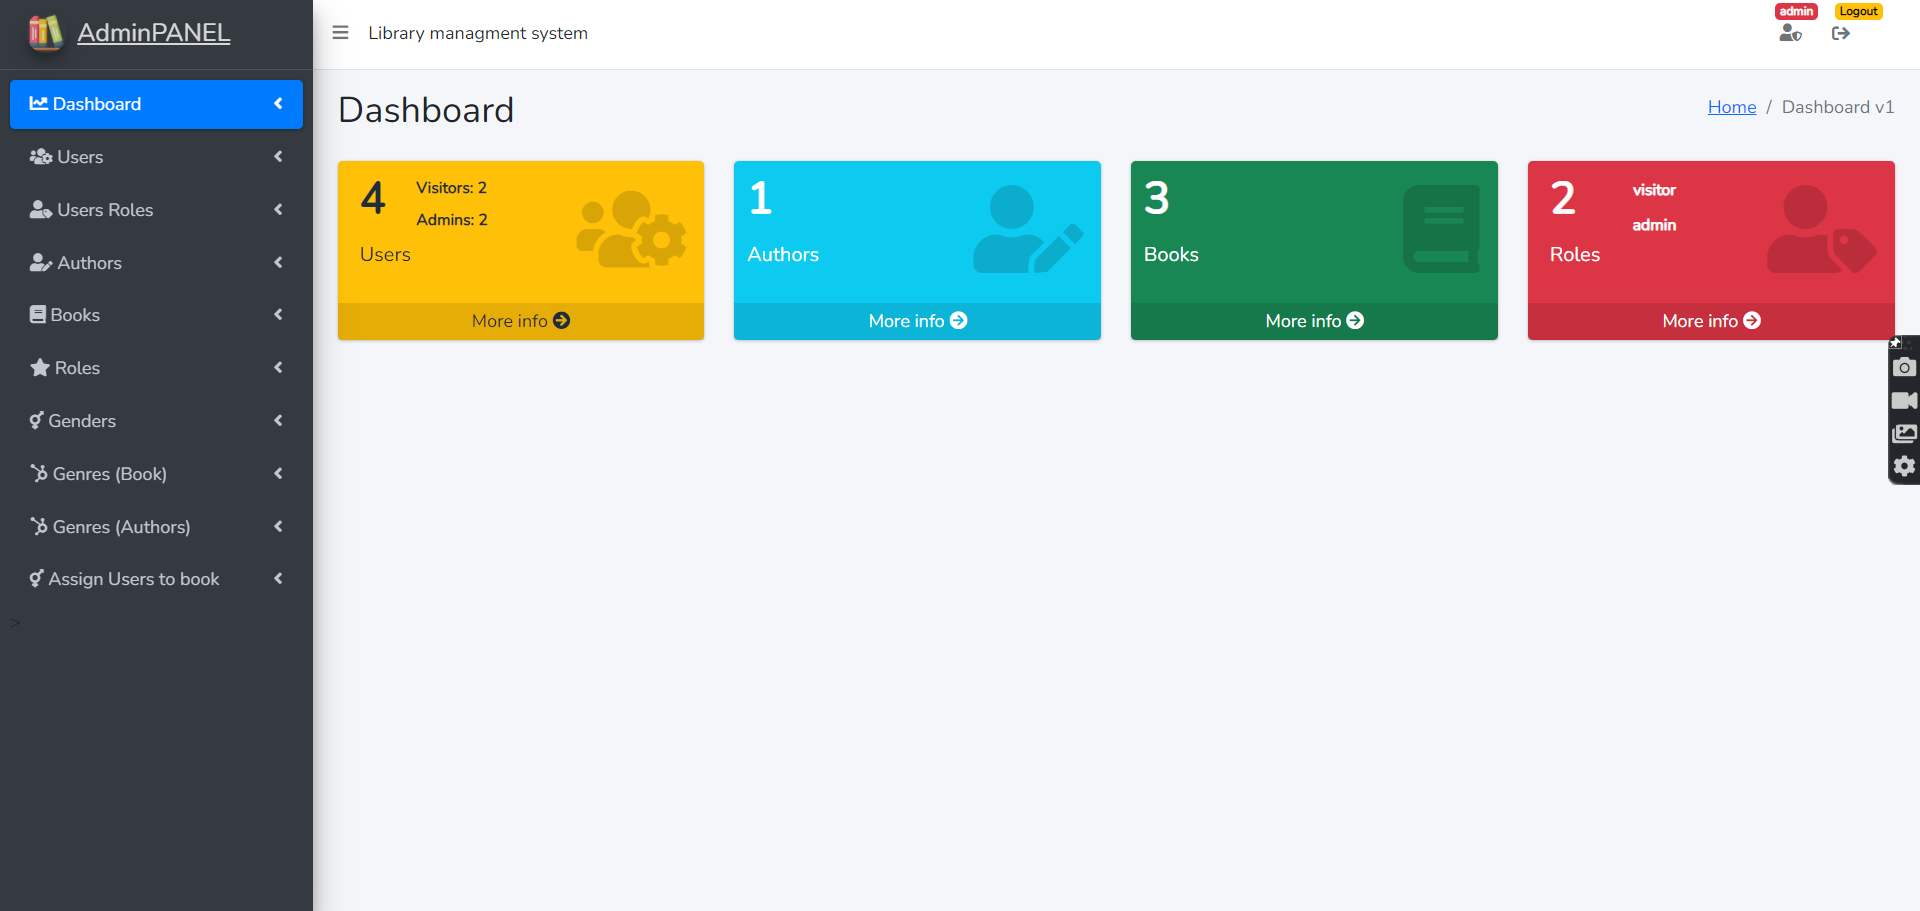 AdminPANEL
Dashboard
Users
Users Roles
Authors
Books
Roles
Genders
Genres (Book)
Genres (Authors)
Assign Users to book
>
Library managment system
admin
Logout
Dashboard
Home / Dashboard v1
4
Visitors: 2
Admins: 2
Users
More info
1
Authors
More info
3
Books
More info
2
visitor
admin
Roles
More info